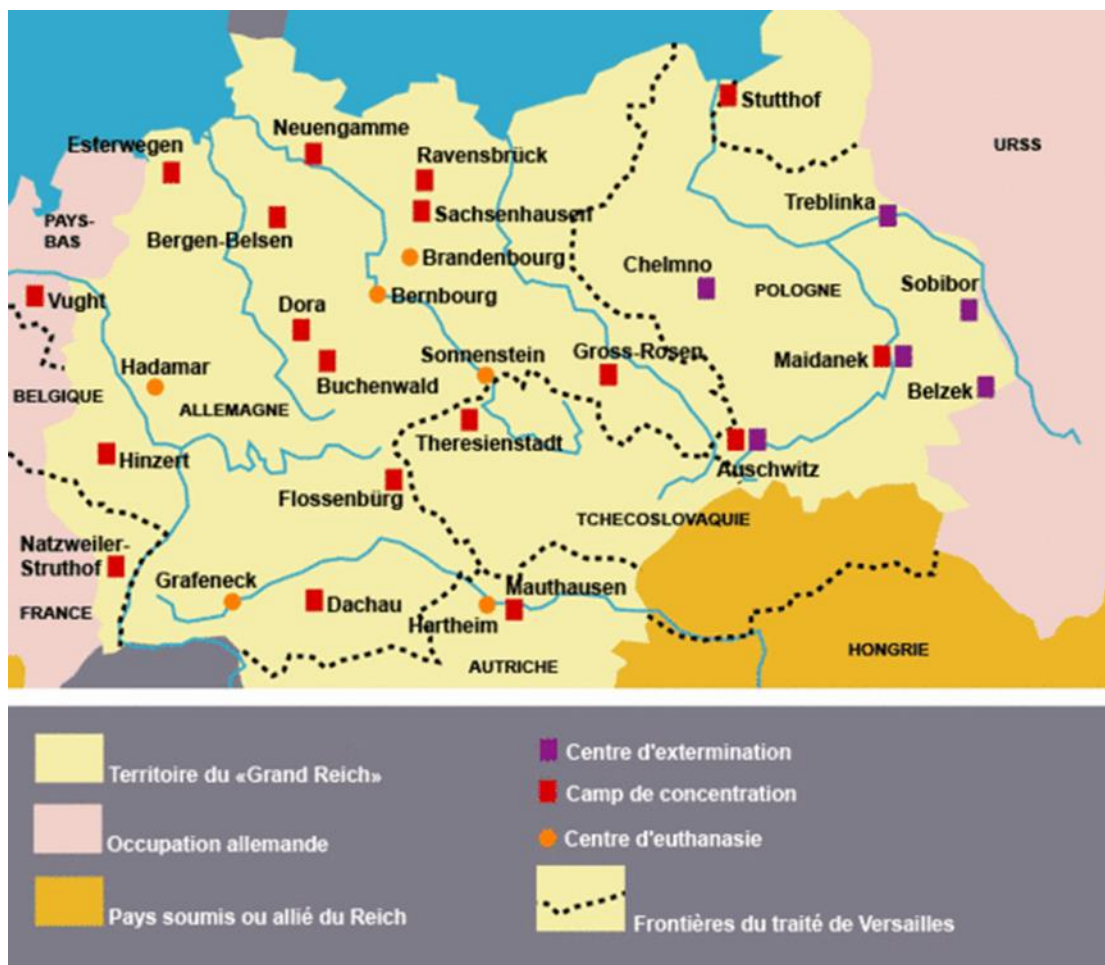 Stutthof
Neuengamme
Esterwegen
URSS
Ravensbrück
Treblinka
Sachsenhausen
PAYS-
BAS
Bergen-Belsen
Brandenbourg
Chelmno
Sobibor
POLOGNE
Bernbourg
Vught
Dora
Sonnenstein
Gross-Rosen
Maidanek
Hadamar
Buchenwald
Belzek
BELGIQUE
ALLEMAGNE
Theresienstadt
Hinzert
Auschwitz
Flossenbürg
TCHECOSLOVAQUIE
Natzweiler-
Struthof
Grafeneck
Mauthausen
Dachau
FRANCE
Hartheim
HONGRIE
AUTRICHE
Territoire du «Grand Reich»
Occupation allemande
Pays soumis ou allié du Reich
Centre d'extermination
Camp de concentration
Centre d'euthanasie
Frontières du traité de Versailles